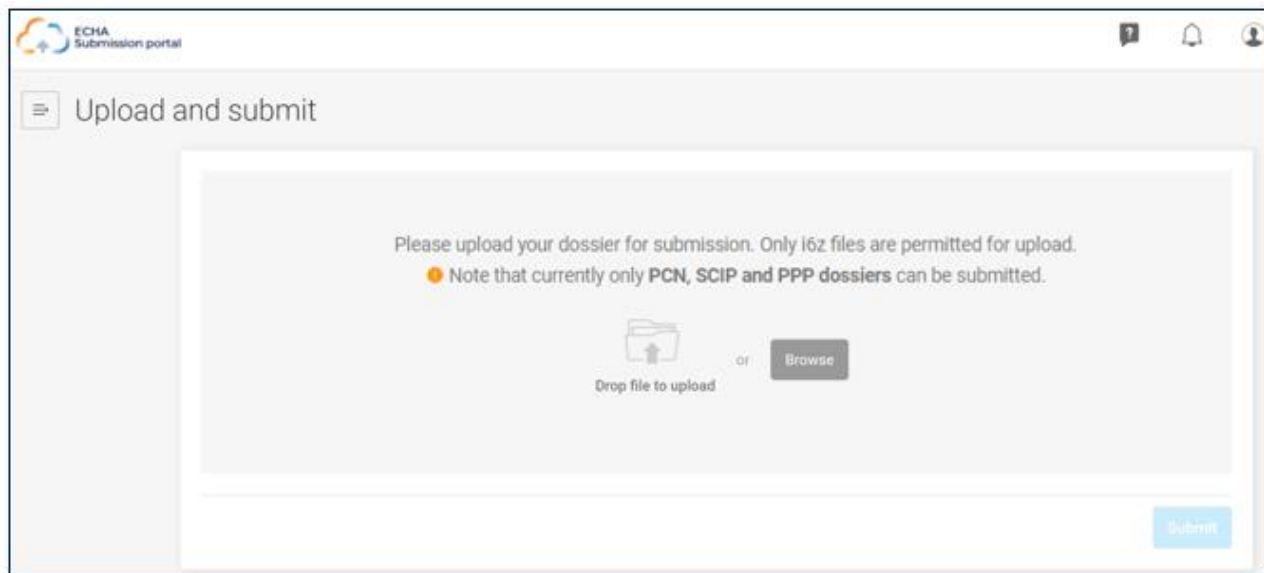 ECHA
Submission portal
?
Upload and submit
Please upload your dossier for submission. Only i6z files are permitted for upload.
Note that currently only PCN, SCIP and PPP dossiers can be submitted.
or
Browse
Drop file to upload
Submit